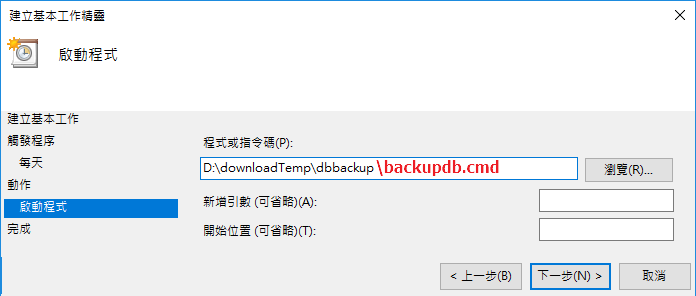 建立基本工作精靈
啟動程式
建立基本工作
觸發程序
每天
動作
啟動程式
完成
程式或指令碼(P):
D:\downloadTemp\dbbackup\backupdb.cmd
瀏覽(R)...
新增引數 (可省略)(A):
開始位置 (可省略)(T):
< 上一步(B)
下一步(N) >
取消